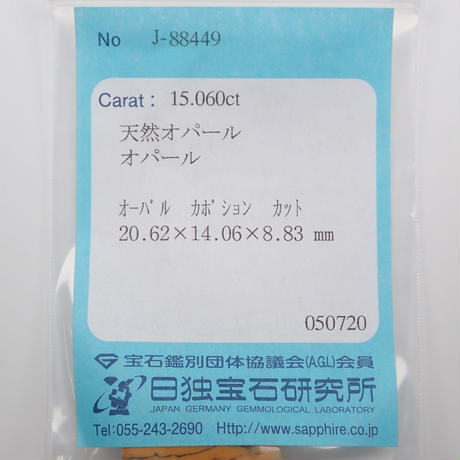 No J-88449
Carat: 15.060ct
天然オパール
オパール
ｵｰﾊﾞﾙ ｶﾎﾞｼｮﾝ ｶｯﾄ
20.62×14.06×8.83 mm
050720
宝石鑑別団体協議会(AGL)会員
日独宝石研究所
JAPAN GERMANY GEMMOLOGICAL LABORATORY
Tel:055-243-2690 Http://www.sapphire.co.jp